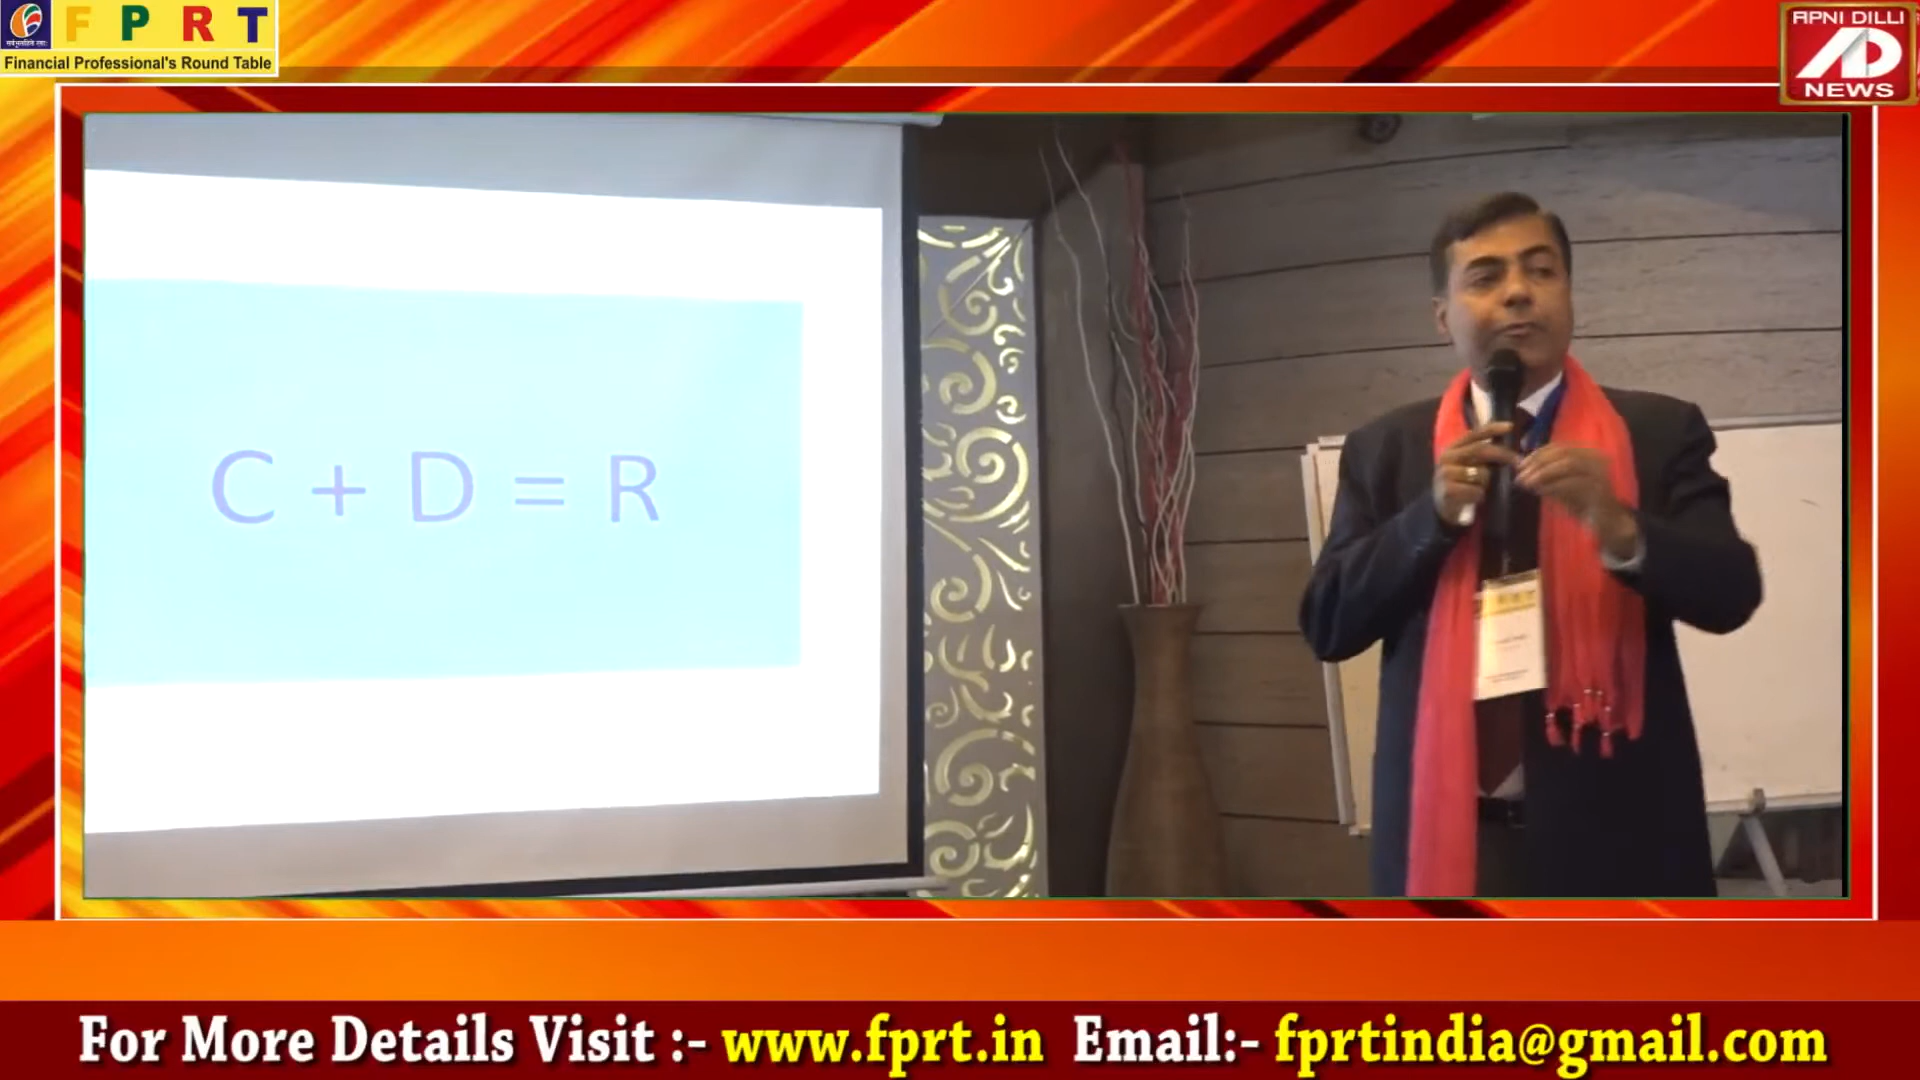 F P R T
Financial Professional's Round Table
APNI DILLI
AD
NEWS
C + D = R
For More Details Visit :- www.fprt.in Email:- fprtindia@gmail.com